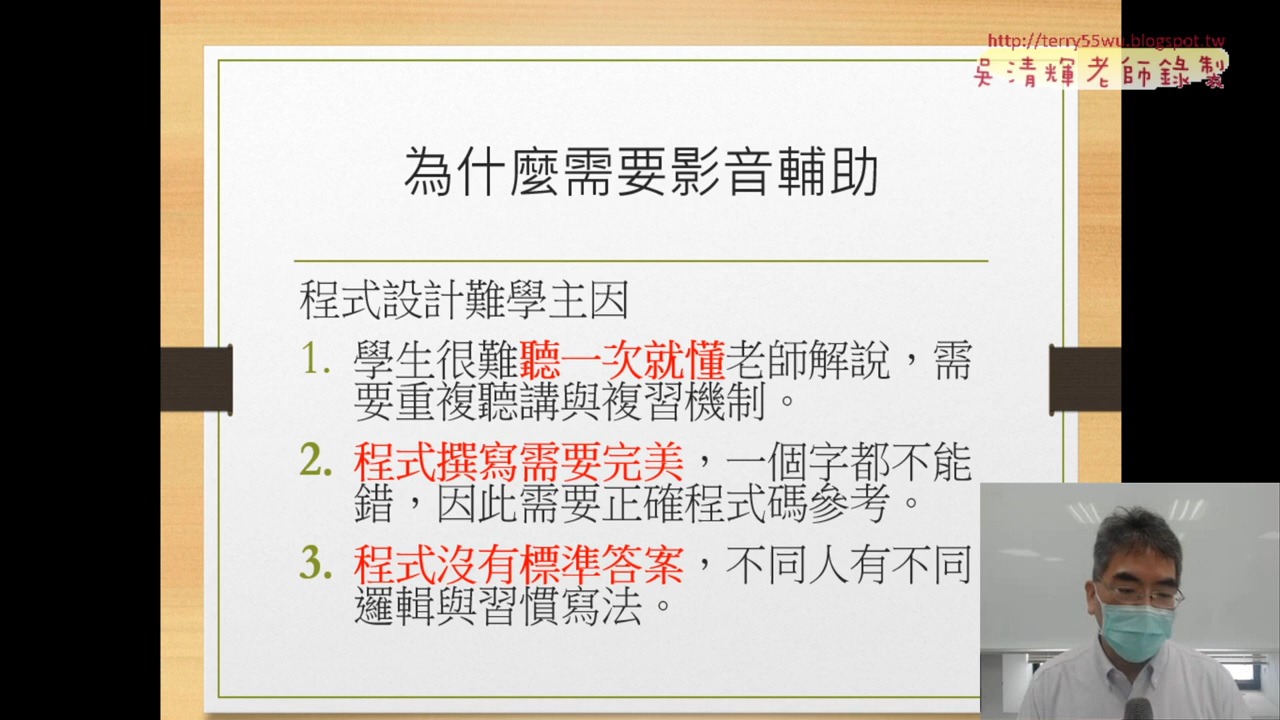 http://terry55wu.blogspot.tw
吳清輝老師錄製
為什麼需要影音輔助
程式設計難學主因
1. 學生很難聽一次就懂老師解說，需
要重複聽講與複習機制。
2. 程式撰寫需要完美，一個字都不能
錯，因此需要正確程式碼參考。
3. 程式沒有標準答案，不同人有不同
邏輯與習慣寫法。